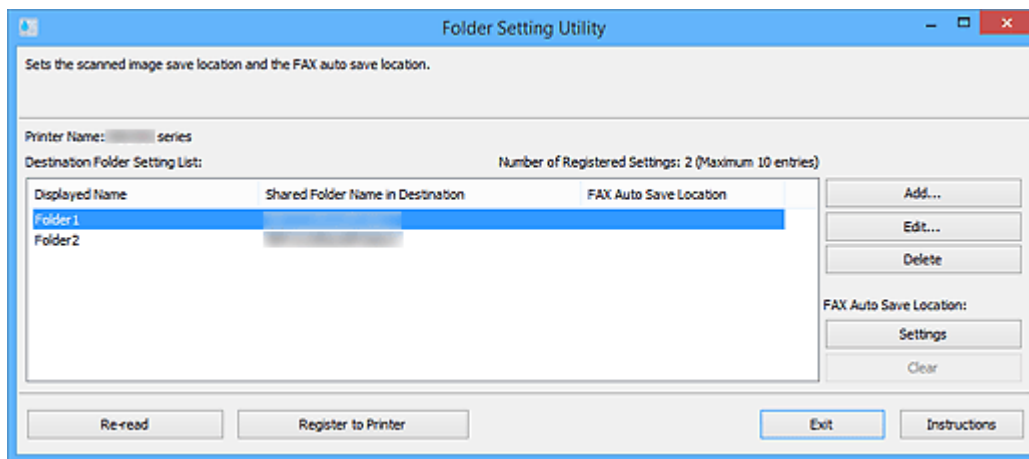 Folder Setting Utility
Sets the scanned image save location and the FAX auto save location.
Printer Name: series
Destination Folder Setting List: Number of Registered Settings: 2 (Maximum 10 entries)
Displayed Name Shared Folder Name in Destination FAX Auto Save Location
Folder1
Folder2
Add...
Edit...
Delete
FAX Auto Save Location:
Settings
Clear
Re-read Register to Printer Exit Instructions